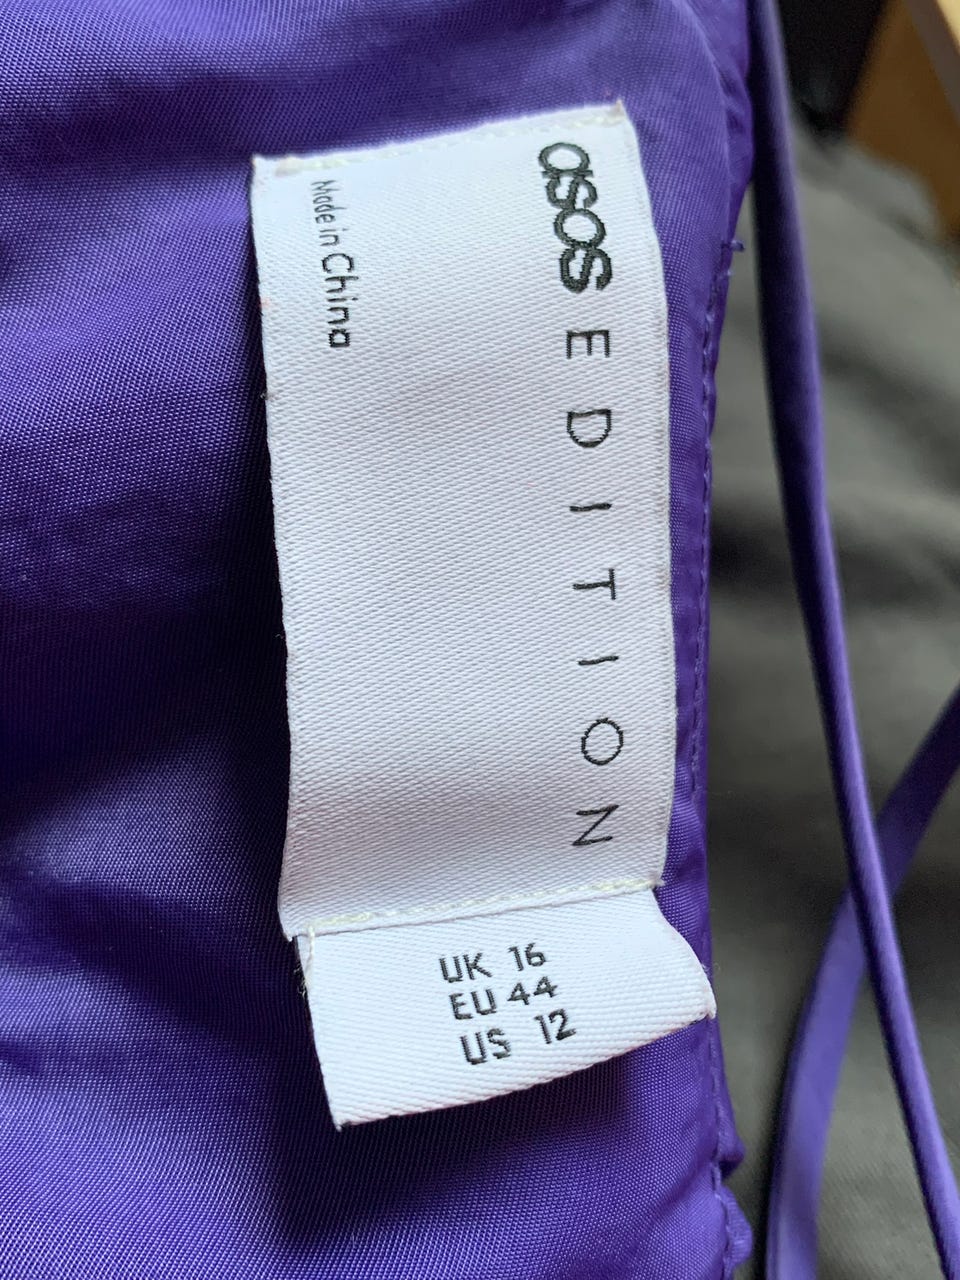 asos EDITION
Made in China
UK 16
EU 44
US 12